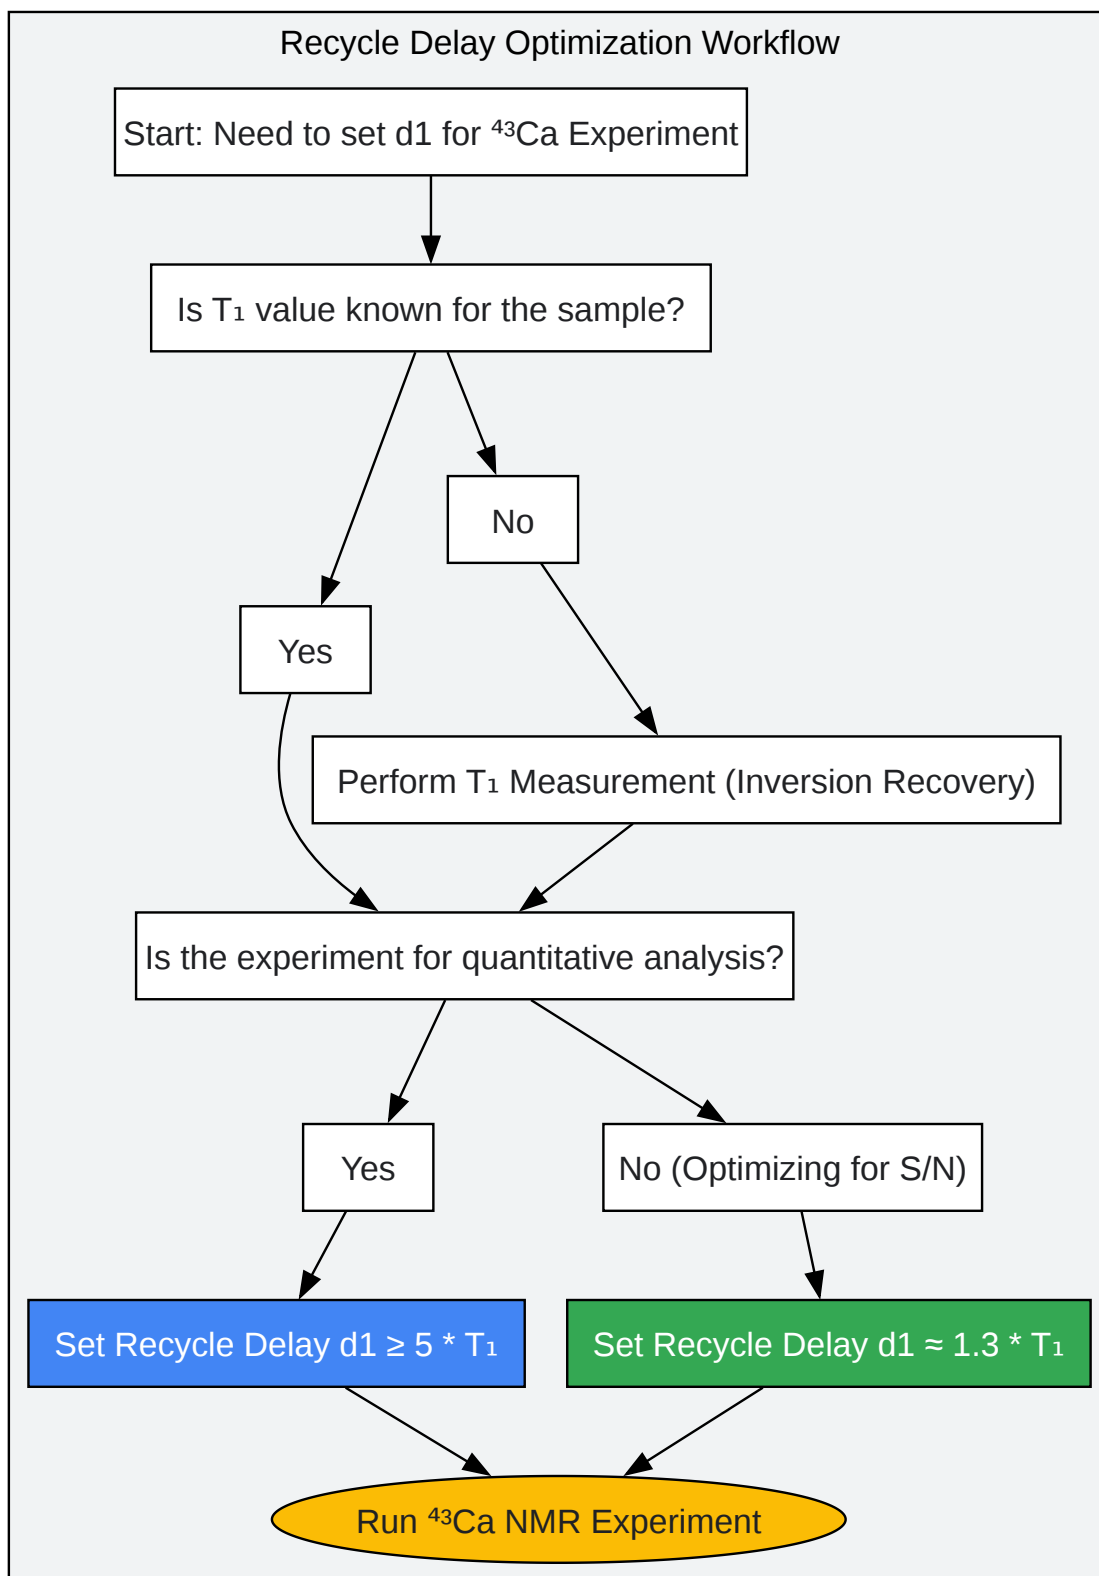 Recycle Delay Optimization Workflow
Start: Need to set d1 for ⁴³Ca Experiment
Is T₁ value known for the sample?
No
Yes
Perform T₁ Measurement (Inversion Recovery)
Is the experiment for quantitative analysis?
Yes
No (Optimizing for S/N)
Set Recycle Delay d1 ≥ 5 * T₁
Set Recycle Delay d1 ≈ 1.3 * T₁
Run ⁴³Ca NMR Experiment